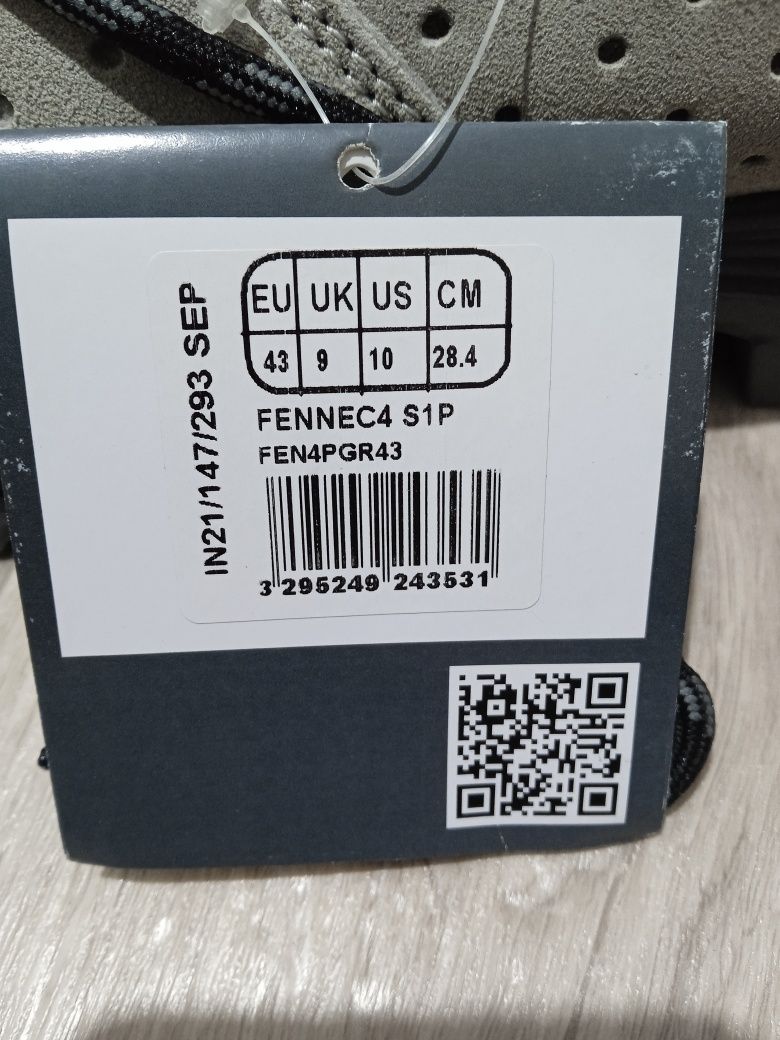 EU UK US CM
43 9 10 28.4
FENNEC4 S1P
FEN4PGR43
3 295249 243531
IN21/147/293 SEP